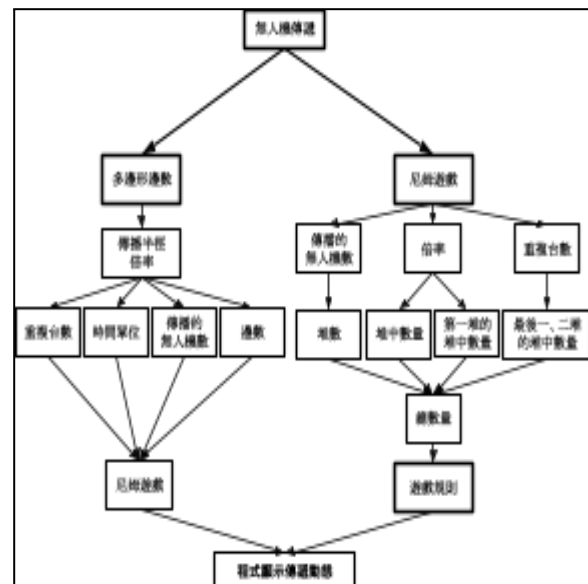 無人機傳遞
多邊形邊數
尼姆遊戲
傳播半徑
倍率
傳播的
無人機數
倍率
重複台數
重複台數
時間單位
傳播的
無人機數
邊數
堆數
堆中數量
第一堆的
堆中數量
最後一、二堆
的堆中數量
總數量
尼姆遊戲
遊戲規則
程式顯示傳遞動態